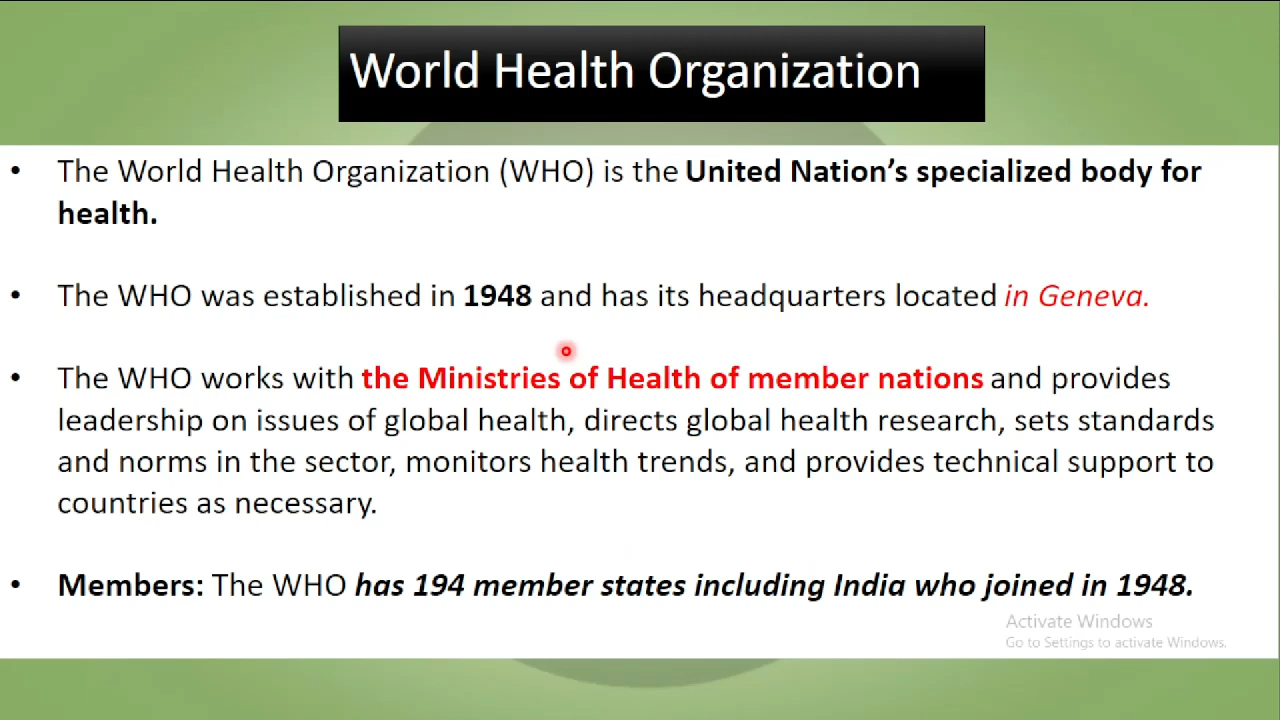 World Health Organization
• The World Health Organization (WHO) is the United Nation’s specialized body for
health.
• The WHO was established in 1948 and has its headquarters located in Geneva.
• The WHO works with the Ministries of Health of member nations and provides
leadership on issues of global health, directs global health research, sets standards
and norms in the sector, monitors health trends, and provides technical support to
countries as necessary.
• Members: The WHO has 194 member states including India who joined in 1948.
Activate Windows
Go to Settings to activate Windows.